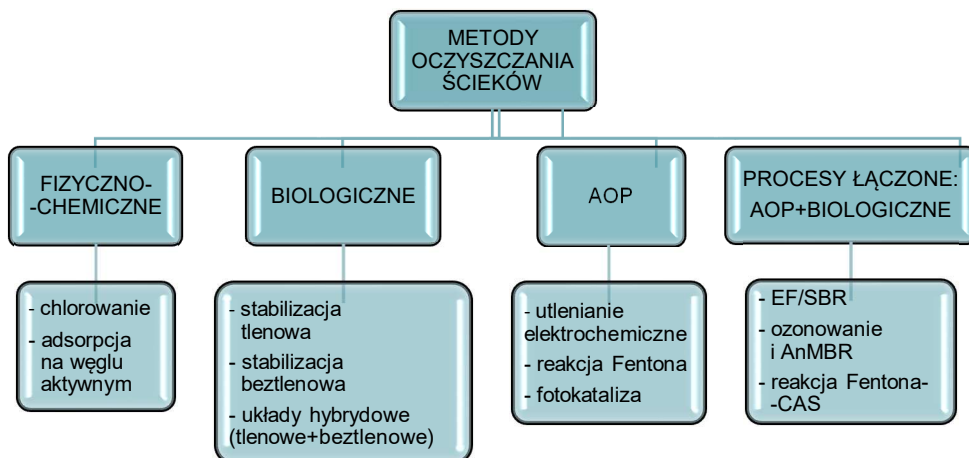 METODY
OCZYSZCZANIA
ŚCIEKÓW
FIZYCZNO-
-CHEMICZNE
BIOLOGICZNE
AOP
PROCESY ŁĄCZONE:
AOP+BIOLOGICZNE
- chlorowanie
- adsorpcja
na węglu
aktywnym
- stabilizacja
tlenowa
- stabilizacja
beztlenowa
- układy hybrydowe
(tlenowe+beztlenowe)
- utlenianie
elektrochemiczne
- reakcja Fentona
- fotokataliza
- EF/SBR
- ozonowanie
i AnMBR
- reakcja Fentona-
-CAS